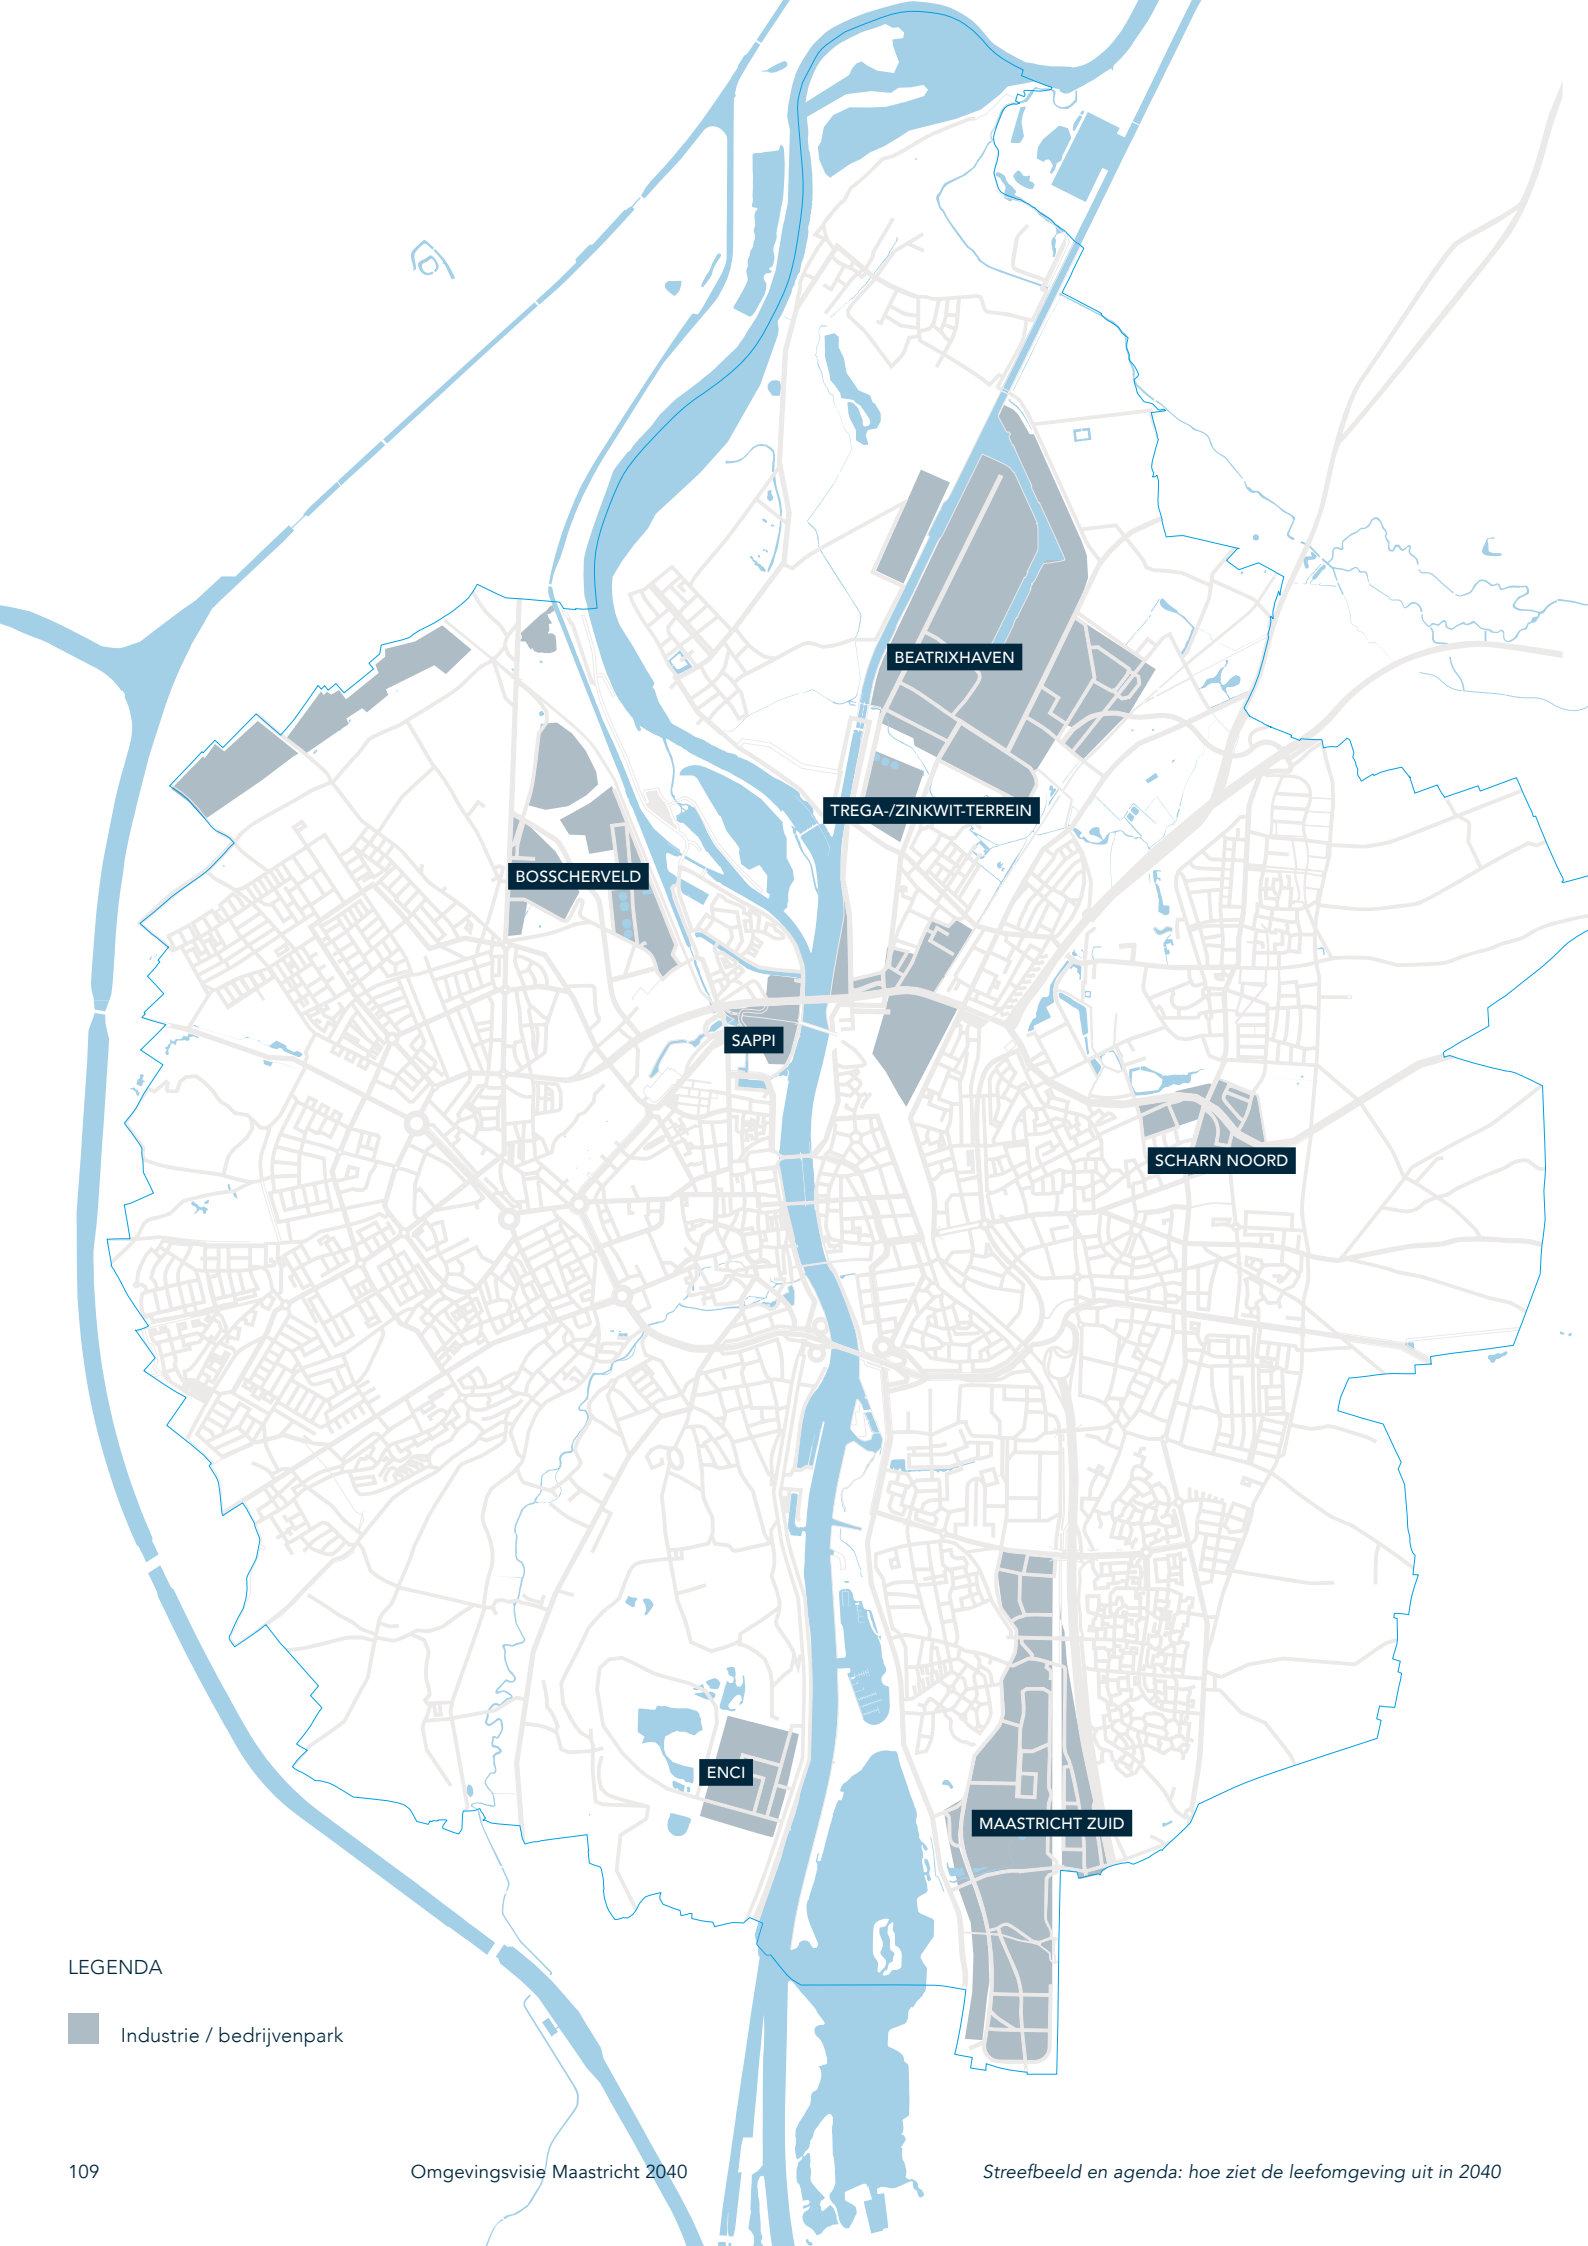 BEATRIXHAVEN
TREGA-/ZINKWIT-TERREIN
BOSSCHERVELD
SAPPI
SCHARN NOORD
ENCI
MAASTRICHT ZUID
LEGENDA
Industrie / bedrijvenpark
109
Omgevingsvisie Maastricht 2040
Streefbeeld en agenda: hoe ziet de leefomgeving uit in 2040